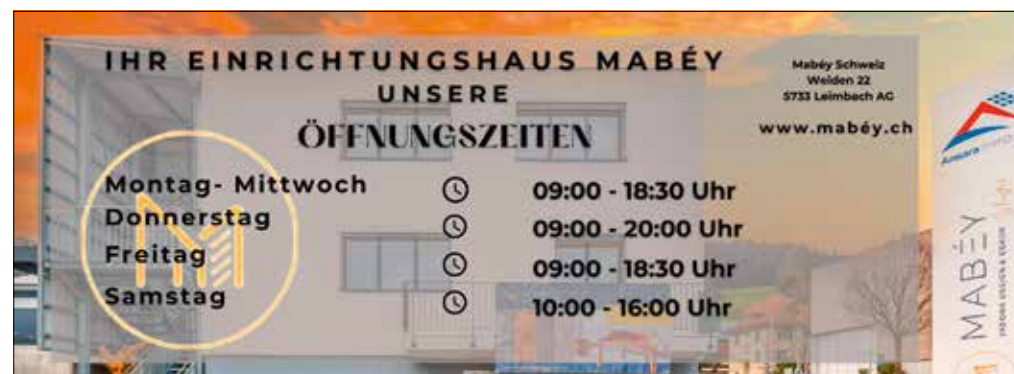 IHR EINRICHTUNGSHAUS MABÉY
UNSERE
ÖFFNUNGSZEITEN
Mabéy Schweiz
Weiden 22
5733 Leimbach AG
www.mabéy.ch
Montag- Mittwoch 09:00 - 18:30 Uhr
Donnerstag 09:00 - 20:00 Uhr
Freitag 09:00 - 18:30 Uhr
Samstag 10:00 - 16:00 Uhr
MABÉY